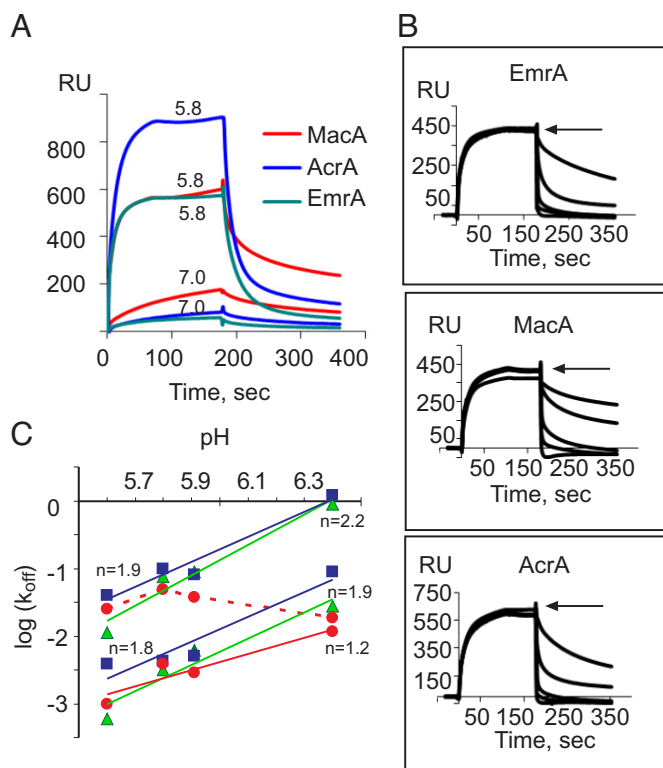 A
RU
800
600
400
200
0
100
200
300
400
Time, sec
5.8
5.8
5.8
7.0
7.0
MacA
AcrA
EmrA
B
EmrA
RU
450
250
50
50 150 250 350
Time, sec
MacA
RU
450
250
50
50 150 250 350
Time, sec
AcrA
RU
750
550
350
150
50 150 250 350
Time, sec
C
pH
5.7 5.9 6.1 6.3
0
-1
-2
-3
log (koff)
n=2.2
n=1.9
n=1.9
n=1.8
n=1.2